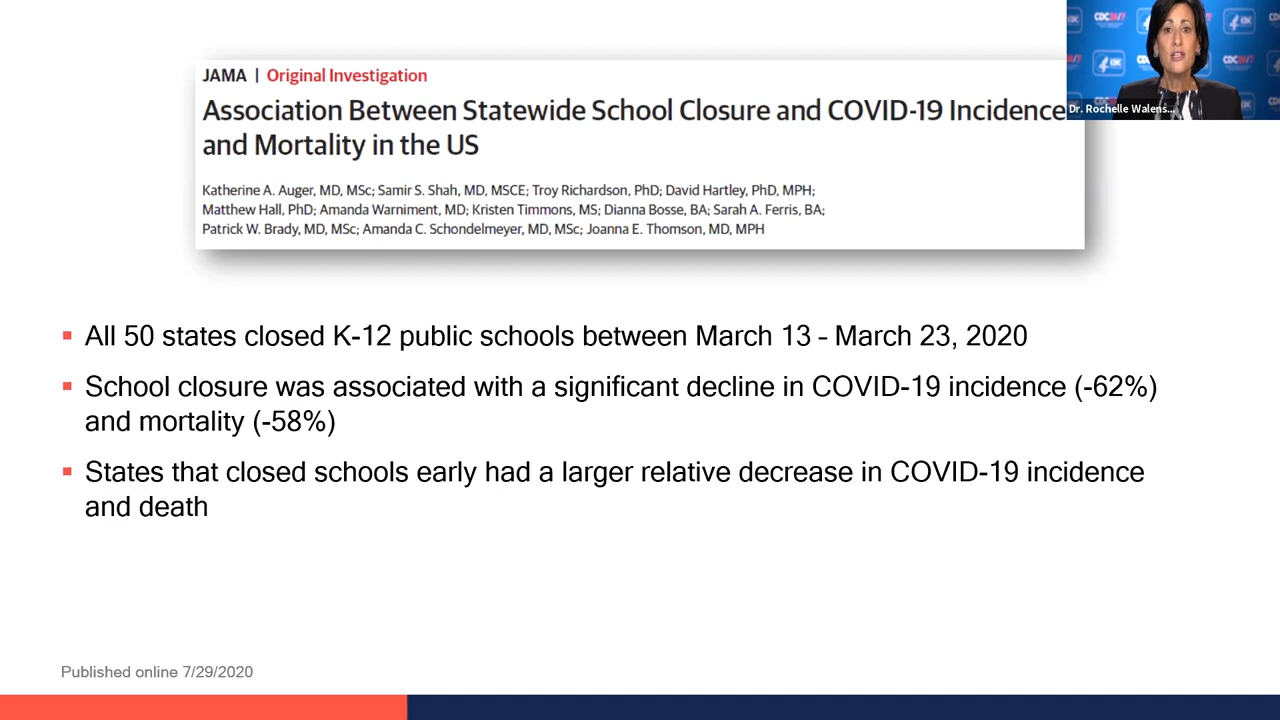 JAMA | Original Investigation
Association Between Statewide School Closure and COVID-19 Incidence
and Mortality in the US
Katherine A. Auger, MD, MSc; Samir S. Shah, MD, MSCE; Troy Richardson, PhD; David Hartley, PhD, MPH;
Matthew Hall, PhD; Amanda Warniment, MD; Kristen Timmons, MS; Dianna Bosse, BA; Sarah A. Ferris, BA;
Patrick W. Brady, MD, MSc; Amanda C. Schondelmeyer, MD, MSc; Joanna E. Thomson, MD, MPH
CDC 24/7
CDC
Dr. Rochelle Walens...
▪ All 50 states closed K-12 public schools between March 13 - March 23, 2020
▪ School closure was associated with a significant decline in COVID-19 incidence (-62%)
and mortality (-58%)
▪ States that closed schools early had a larger relative decrease in COVID-19 incidence
and death
Published online 7/29/2020